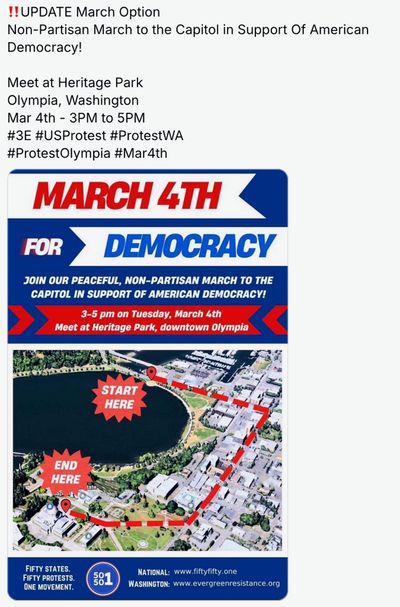 ‼️UPDATE March Option
Non-Partisan March to the Capitol in Support Of American
Democracy!
Meet at Heritage Park
Olympia, Washington
Mar 4th - 3PM to 5PM
#3E #USProtest #ProtestWA
#ProtestOlympia #Mar4th
MARCH 4TH
FOR DEMOCRACY
JOIN OUR PEACEFUL, NON-PARTISAN MARCH TO THE
CAPITOL IN SUPPORT OF AMERICAN DEMOCRACY!
3-5 pm on Tuesday, March 4th
Meet at Heritage Park, downtown Olympia
START
HERE
END
HERE
FIFTY STATES.
FIFTY PROTESTS.
ONE MOVEMENT.
50
50
1
NATIONAL: www.fiftyfifty.one
WASHINGTON: www.evergreenresistance.org